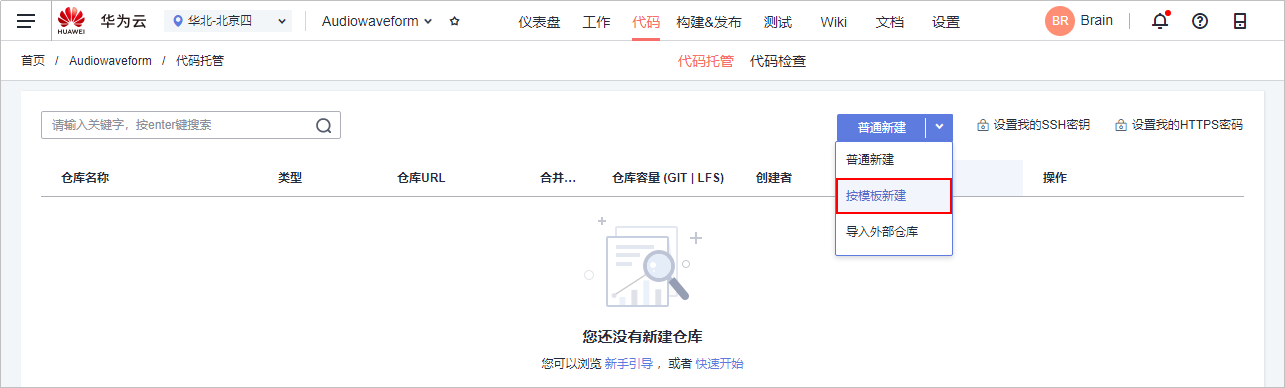 HUAWEI 华为云 华北-北京四 Audiowaveform 仪表盘 工作 代码 构建&发布 测试 Wiki 文档 设置 BR Brain
首页 / Audiowaveform / 代码托管 代码托管 代码检查
请输入关键字，按enter键搜索 普通新建 设置我的SSH密钥 设置我的HTTPS密码
普通新建
仓库名称 类型 仓库URL 合并... 仓库容量 (GIT | LFS) 创建者 操作
按模板新建
导入外部仓库
您还没有新建仓库
您可以浏览 新手引导 ，或者 快速开始